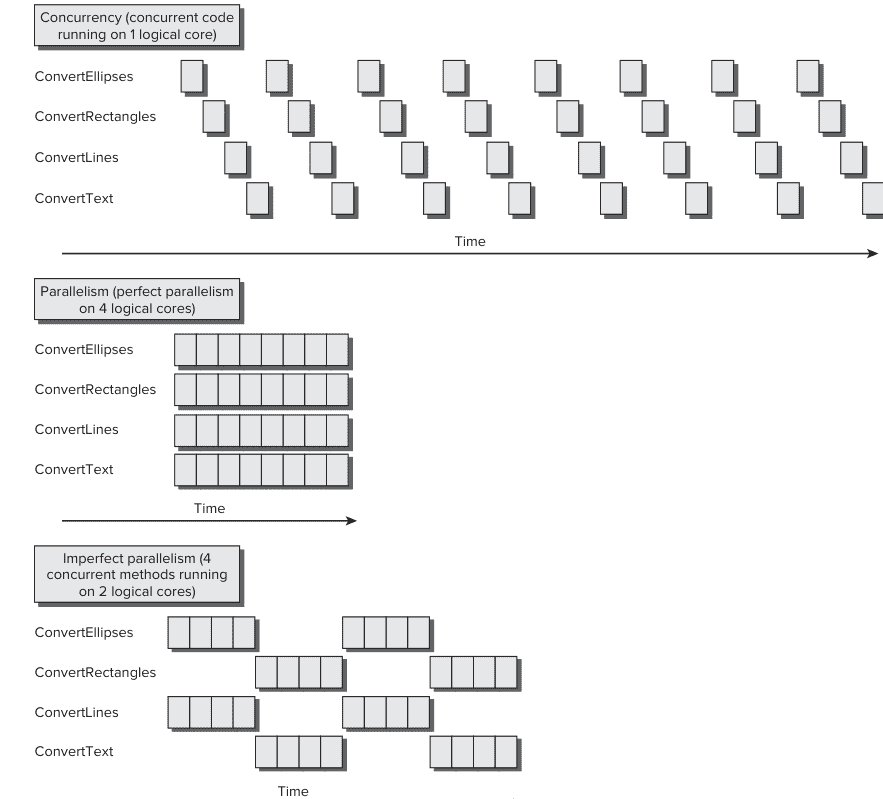 Concurrency (concurrent code
running on 1 logical core)
ConvertEllipses
ConvertRectangles
ConvertLines
ConvertText
Time
Parallelism (perfect parallelism
on 4 logical cores)
ConvertEllipses
ConvertRectangles
ConvertLines
ConvertText
Time
Imperfect parallelism (4
concurrent methods running
on 2 logical cores)
ConvertEllipses
ConvertRectangles
ConvertLines
ConvertText
Time